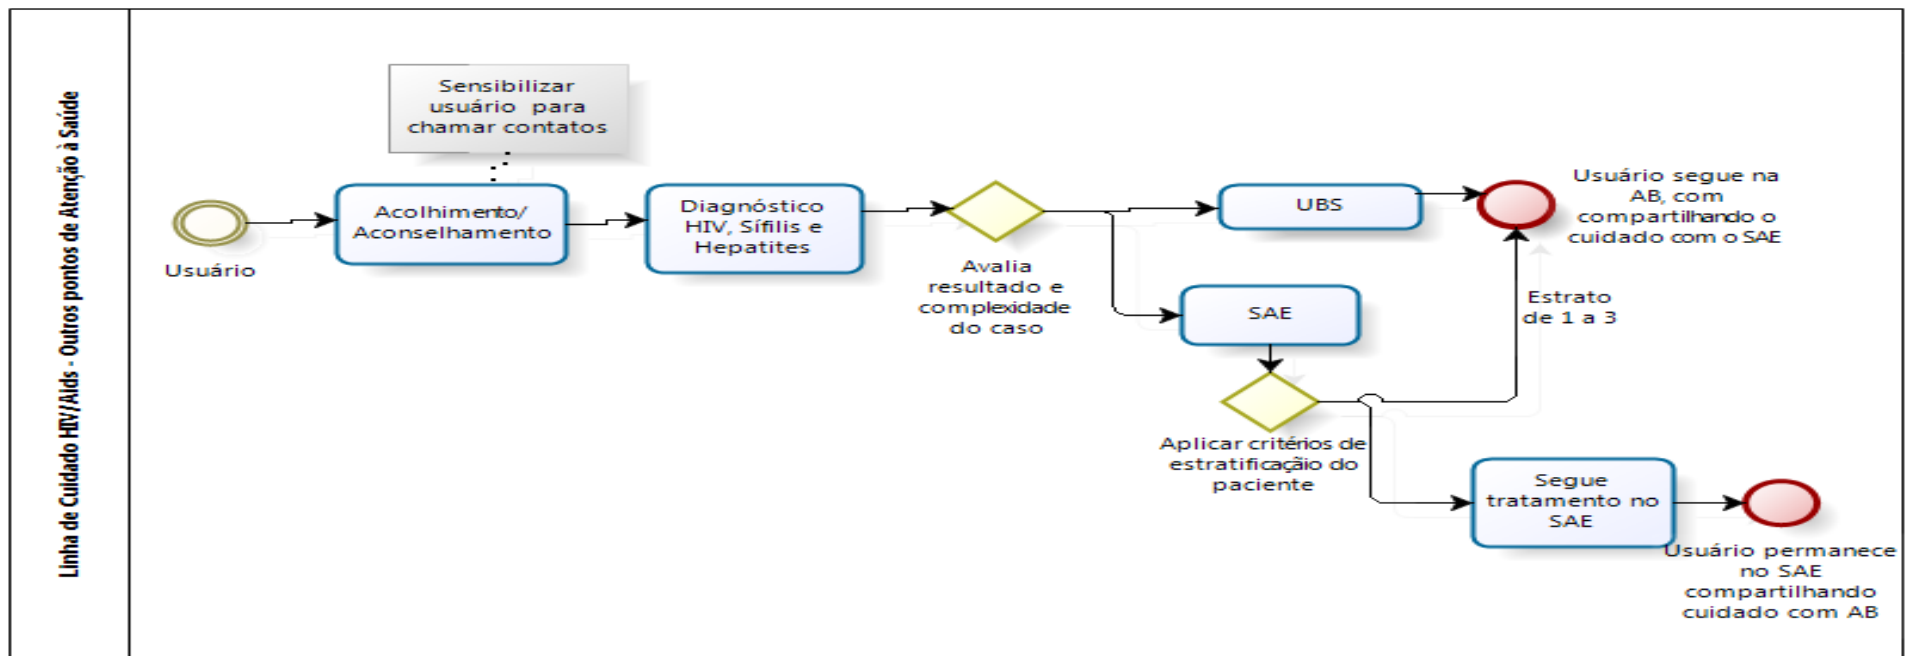 Linha de Cuidado HIV/Aids - Outros pontos de Atenção à Saúde
Sensibilizar
usuário para
chamar contatos
Usuário
Acolhimento/
Aconselhamento
Diagnóstico
HIV, Sífilis e
Hepatites
Avalia
resultado e
complexidade
do caso
UBS
Usuário segue na
AB, com
compartilhando o
cuidado com o SAE
SAE
Estrato
de 1 a 3
Aplicar critérios de
estratificação do
paciente
Segue
tratamento no
SAE
Usuário permanece
no SAE
compartilhando
cuidado com AB